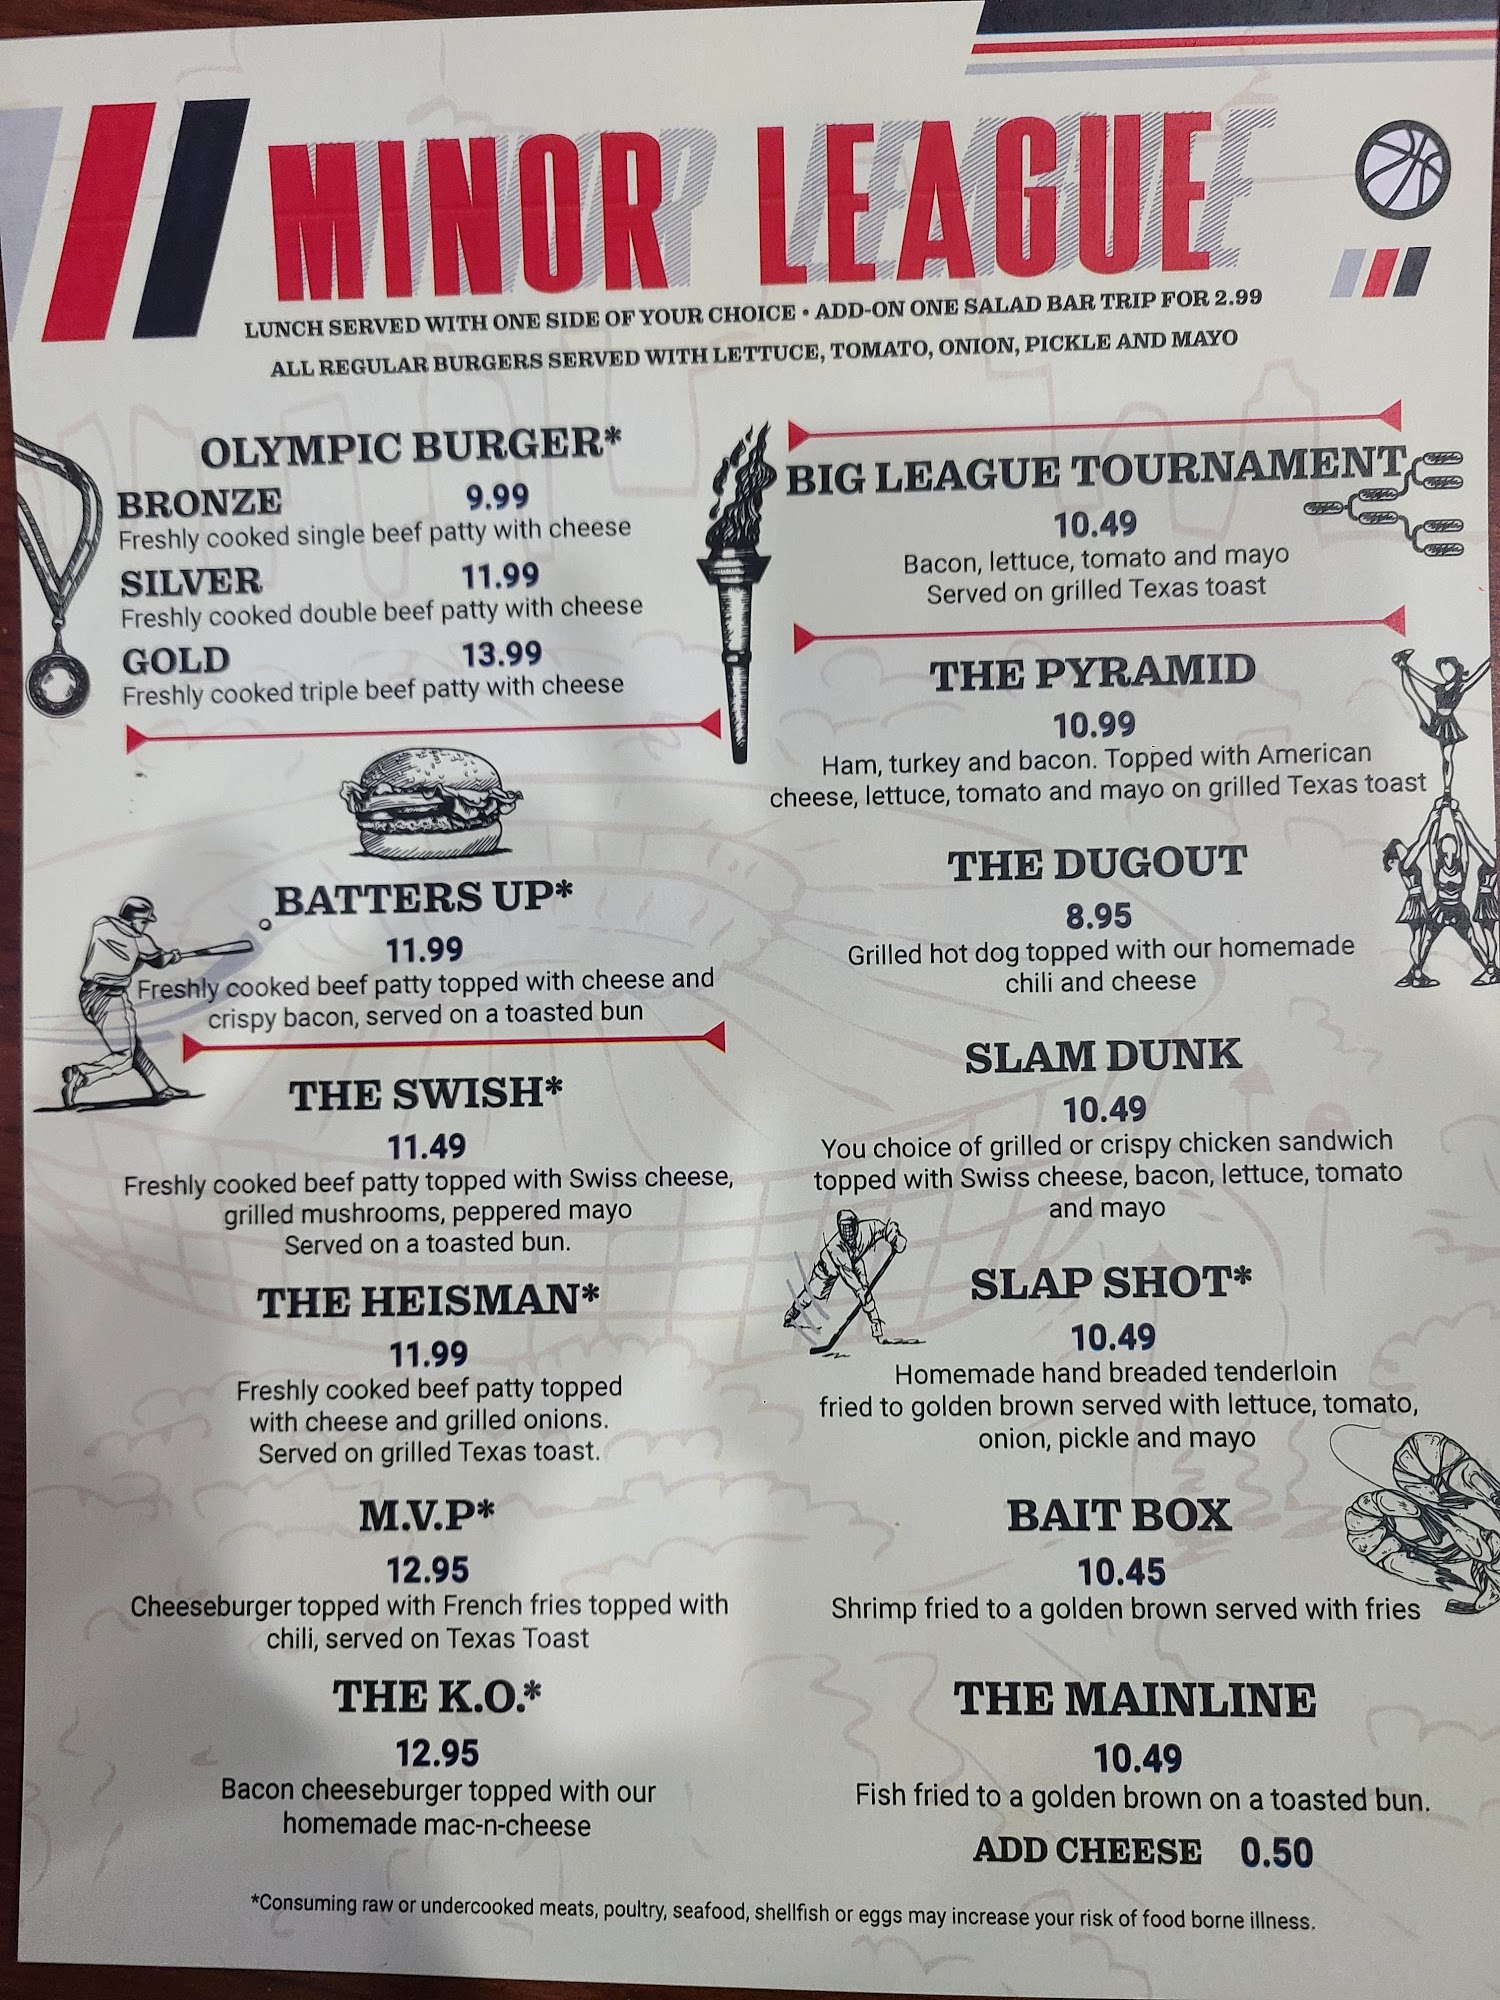 MINOR LEAGUE
LUNCH SERVED WITH ONE SIDE OF YOUR CHOICE • ADD-ON ONE SALAD BAR TRIP FOR 2.99
ALL REGULAR BURGERS SERVED WITH LETTUCE, TOMATO, ONION, PICKLE AND MAYO
OLYMPIC BURGER*
BRONZE 9.99
Freshly cooked single beef patty with cheese
SILVER 11.99
Freshly cooked double beef patty with cheese
GOLD 13.99
Freshly cooked triple beef patty with cheese
BATTERS UP*
11.99
Freshly cooked beef patty topped with cheese and
crispy bacon, served on a toasted bun
THE SWISH*
11.49
Freshly cooked beef patty topped with Swiss cheese,
grilled mushrooms, peppered mayo
Served on a toasted bun.
THE HEISMAN*
11.99
Freshly cooked beef patty topped
with cheese and grilled onions.
Served on grilled Texas toast.
M.V.P*
12.95
Cheeseburger topped with French fries topped with
chili, served on Texas Toast
THE K.O.*
12.95
Bacon cheeseburger topped with our
homemade mac-n-cheese
BIG LEAGUE TOURNAMENT
10.49
Bacon, lettuce, tomato and mayo
Served on grilled Texas toast
THE PYRAMID
10.99
Ham, turkey and bacon. Topped with American
cheese, lettuce, tomato and mayo on grilled Texas toast
THE DUGOUT
8.95
Grilled hot dog topped with our homemade
chili and cheese
SLAM DUNK
10.49
You choice of grilled or crispy chicken sandwich
topped with Swiss cheese, bacon, lettuce, tomato
and mayo
SLAP SHOT*
10.49
Homemade hand breaded tenderloin
fried to golden brown served with lettuce, tomato,
onion, pickle and mayo
BAIT BOX
10.45
Shrimp fried to a golden brown served with fries
THE MAINLINE
10.49
Fish fried to a golden brown on a toasted bun.
ADD CHEESE 0.50
*Consuming raw or undercooked meats, poultry, seafood, shellfish or eggs may increase your risk of food borne illness.